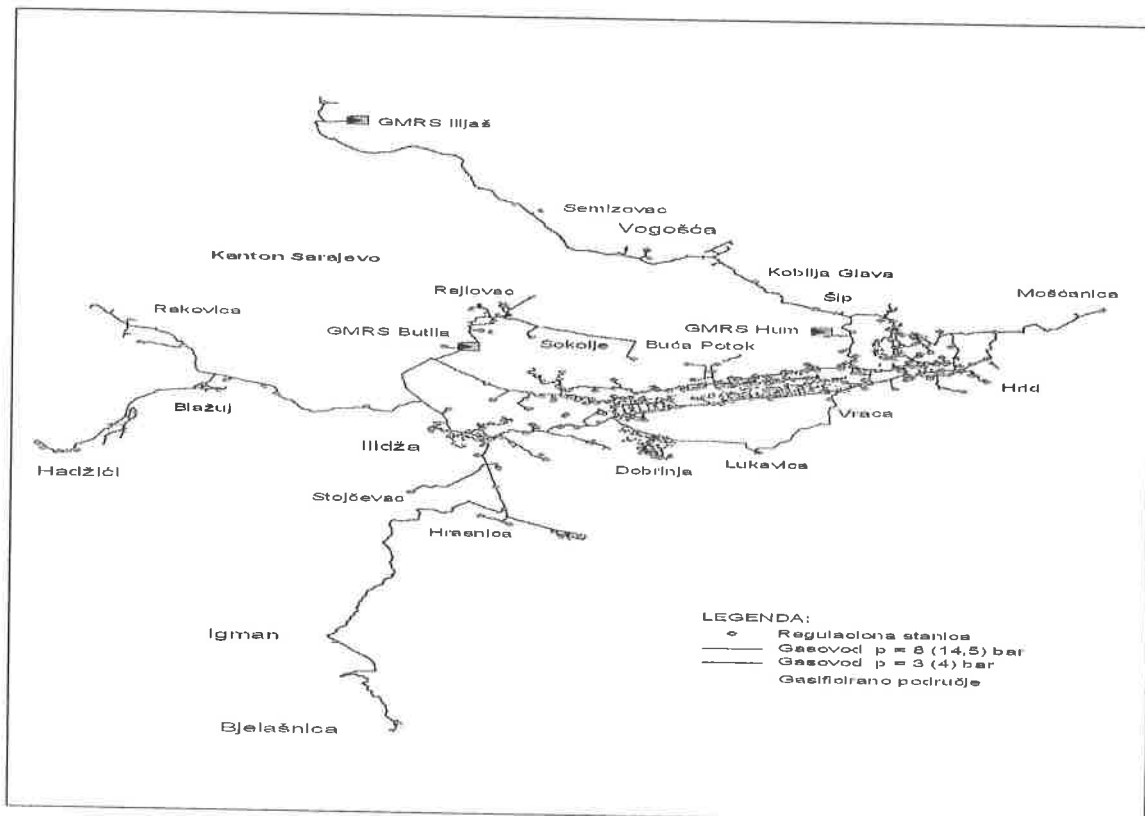 GMRS Ilijaš
Semizovac
Vogošća
Kanton Sarajevo
Kobilja Glava
Rajlovac
Šip
Mošćanica
Rakovica
GMRS Butila
GMRS Hum
Sokolje
Buća Potok
Hrid
Blažuj
Vraca
Ilidža
Hadžići
Dobrinja
Lukavica
Stojčevac
Hrasnica
Igman
LEGENDA:
Regulaciona stanica
Gasovod p = 8 (14,5) bar
Gasovod p = 3 (4) bar
Gasificirano područje
Bjelašnica